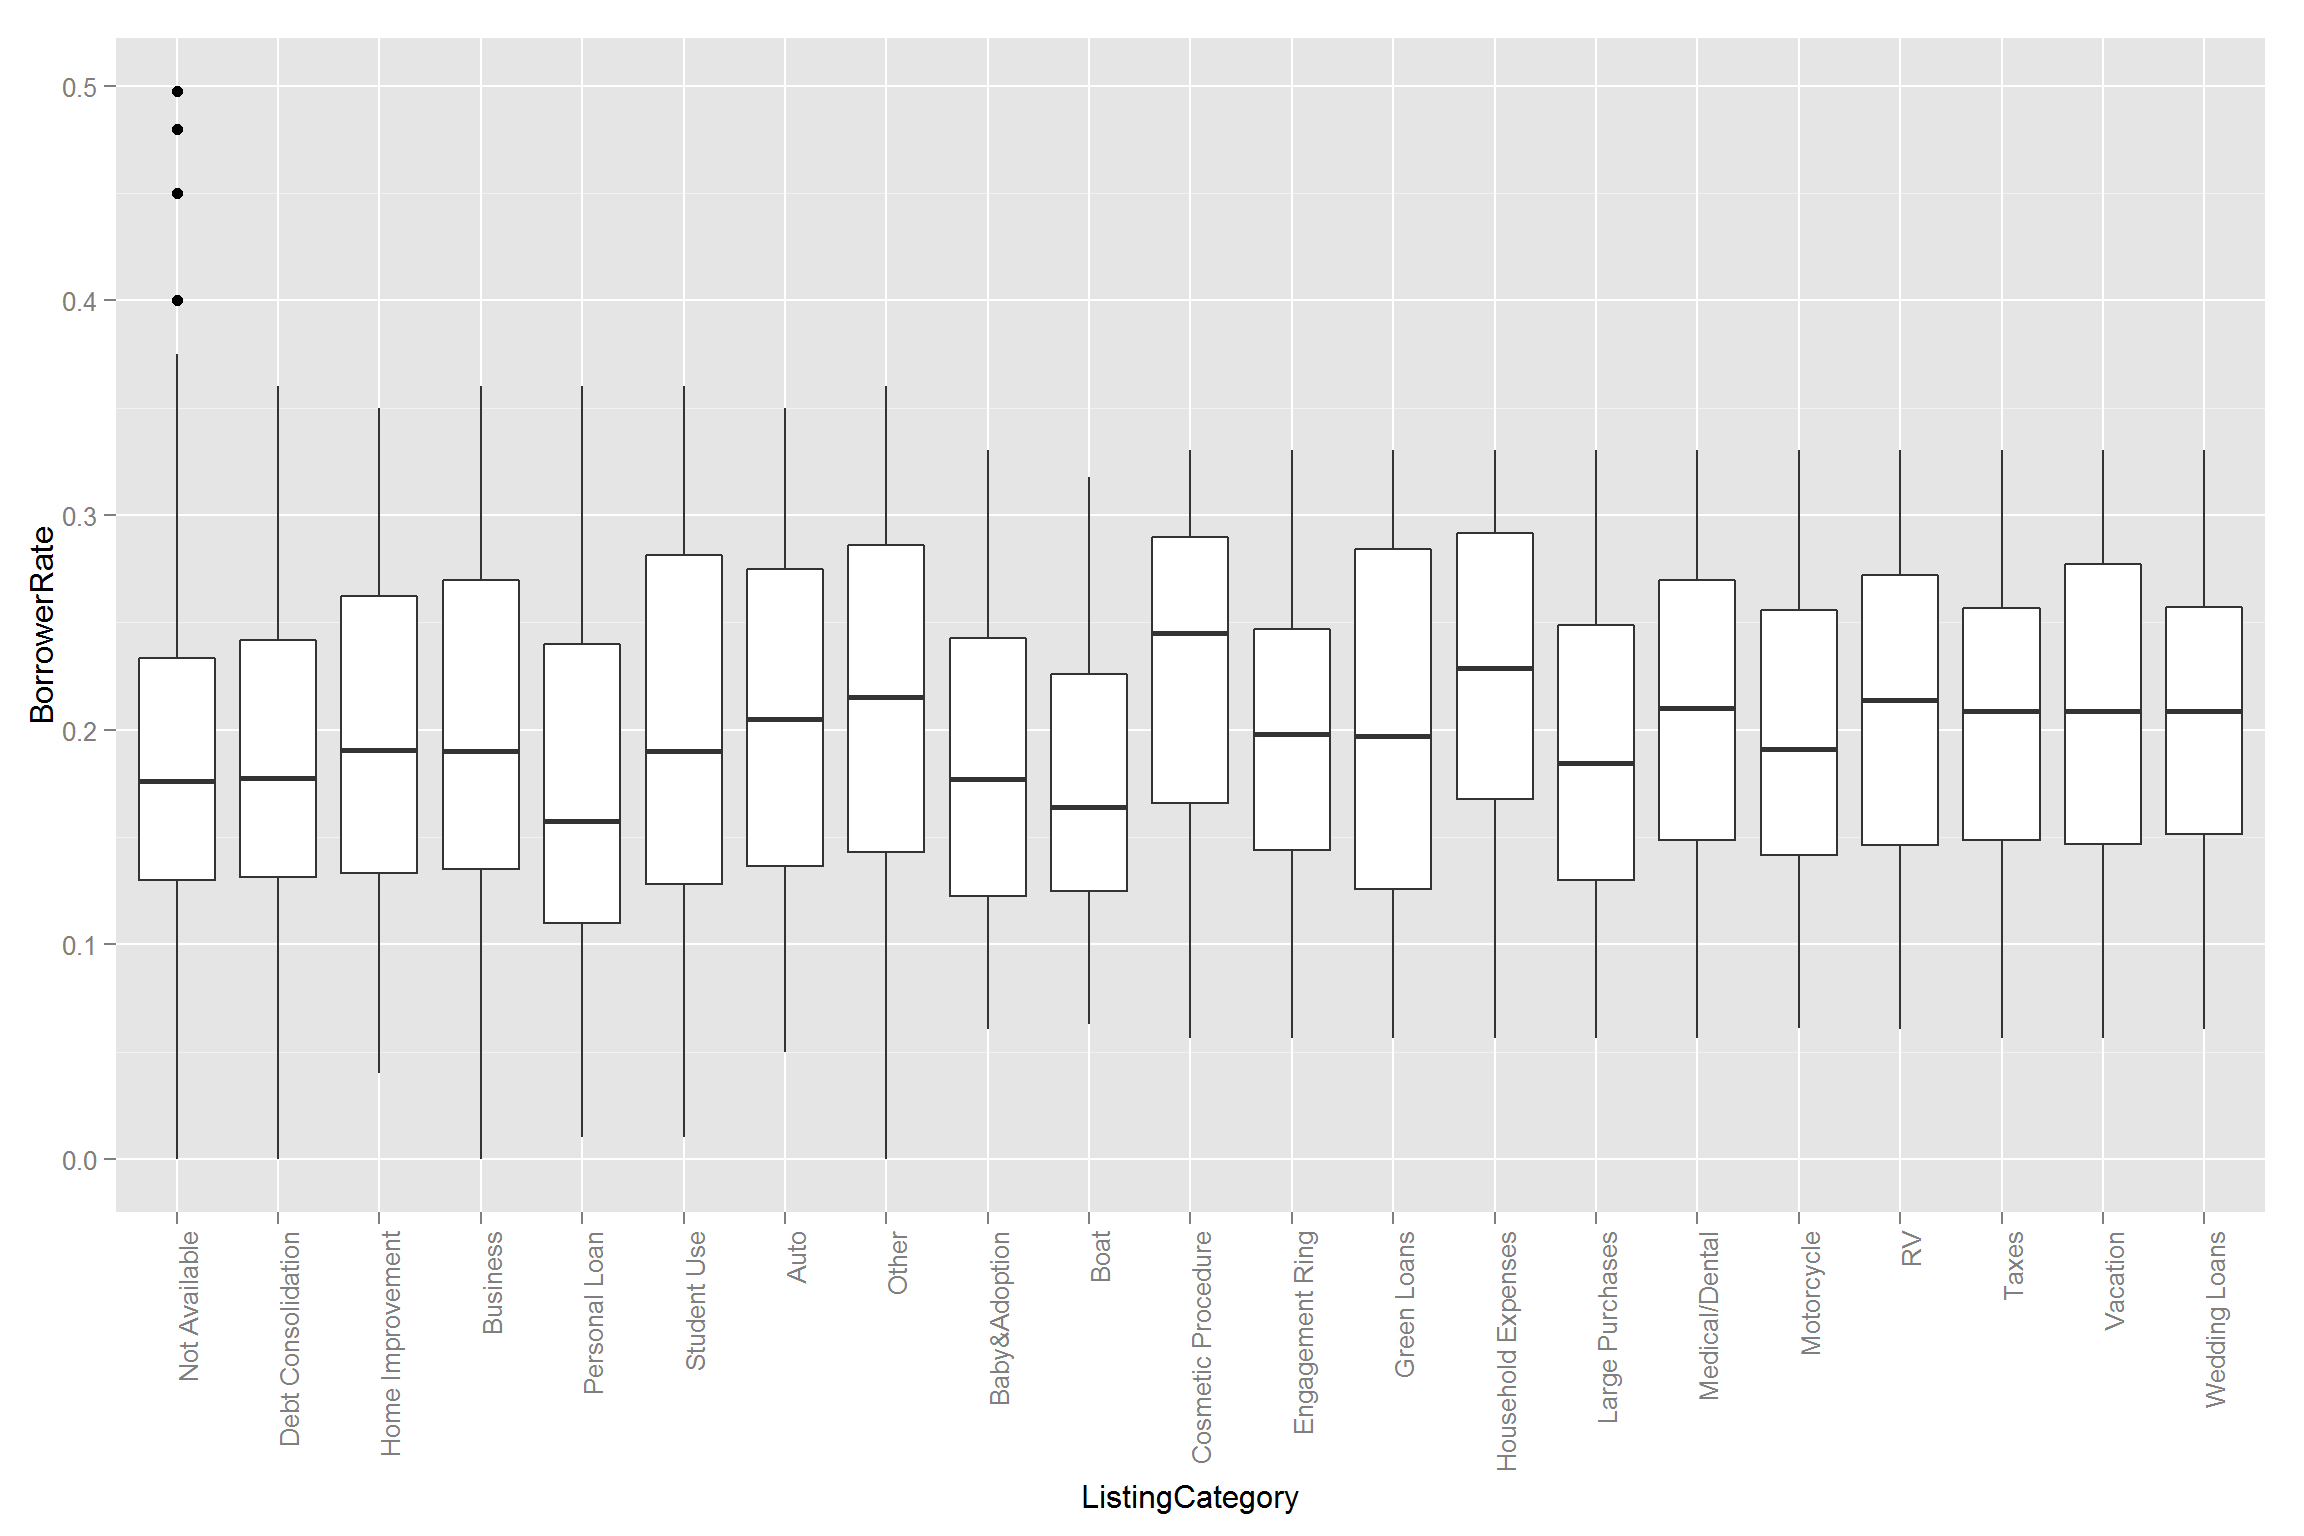 BorrowerRate
0.5
0.4
0.3
0.2
0.1
0.0
Not Available
Debt Consolidation
Home Improvement
Business
Personal Loan
Student Use
Auto
Other
Baby&Adoption
Boat
Cosmetic Procedure
Engagement Ring
Green Loans
Household Expenses
Large Purchases
Medical/Dental
Motorcycle
RV
Taxes
Vacation
Wedding Loans
ListingCategory